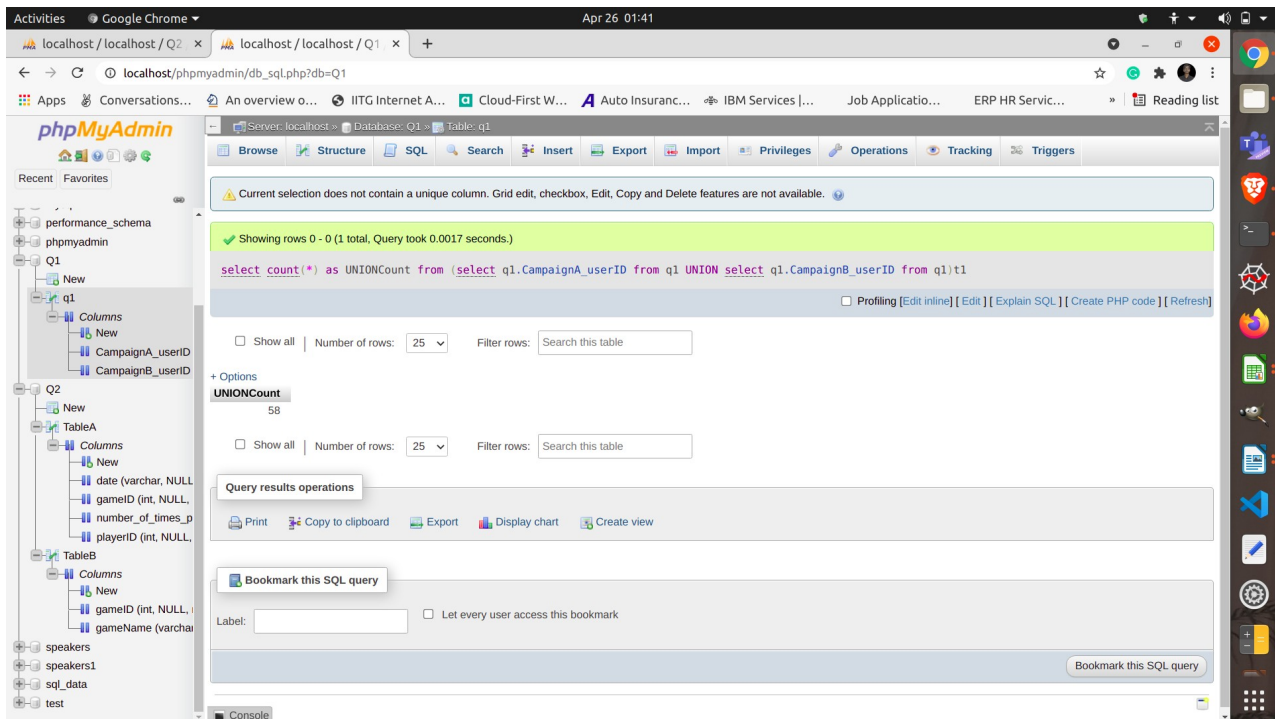 Activities Google Chrome Apr 26 01:41
localhost / localhost / Q2 localhost / localhost / Q1
localhost/phpmyadmin/db_sql.php?db=Q1
Apps Conversations... An overview o... IITG Internet A... Cloud-First W... Auto Insuranc... IBM Services |... Job Applicatio... ERP HR Servic... » Reading list
phpMyAdmin
Recent Favorites
performance_schema
phpmyadmin
Q1
New
q1
Columns
New
CampaignA_userID
CampaignB_userID
Q2
New
TableA
Columns
New
date (varchar, NULL
gameID (int, NULL,
number_of_times_p
playerID (int, NULL,
TableB
Columns
New
gameID (int, NULL,
gameName (varchar
speakers
speakers1
sql_data
test
Server: localhost » Database: Q1 » Table: q1
Browse Structure SQL Search Insert Export Import Privileges Operations Tracking Triggers
Current selection does not contain a unique column. Grid edit, checkbox, Edit, Copy and Delete features are not available.
Showing rows 0 - 0 (1 total, Query took 0.0017 seconds.)
select count(*) as UNIONCount from (select q1.CampaignA_userID from q1 UNION select q1.CampaignB_userID from q1)t1
Profiling [Edit inline] [ Edit ] [ Explain SQL ] [ Create PHP code ] [ Refresh]
Show all | Number of rows: 25 Filter rows: Search this table
+ Options
UNIONCount
58
Show all | Number of rows: 25 Filter rows: Search this table
Query results operations
Print Copy to clipboard Export Display chart Create view
Bookmark this SQL query
Label: Let every user access this bookmark
Bookmark this SQL query
Console